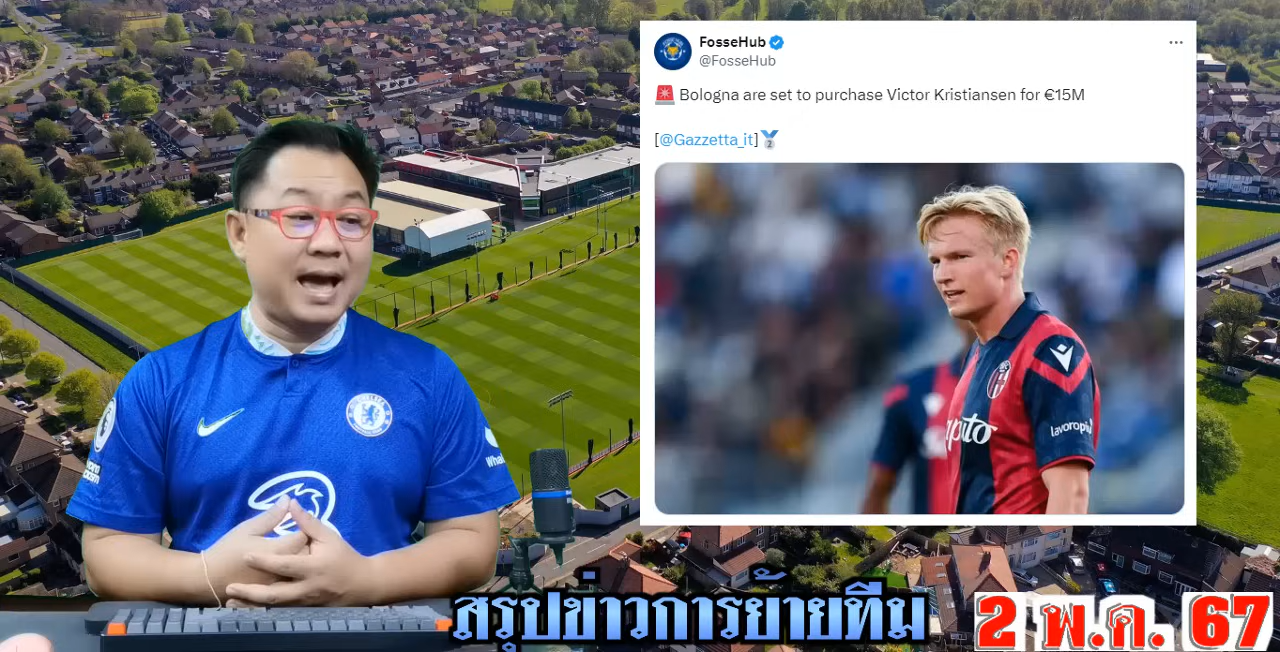 FosseHub
@FosseHub
🚨 Bologna are set to purchase Victor Kristiansen for €15M
[@Gazzetta_it]🥈
lavoropiù
สรุปข่าวการย้ายทีม
2 พ.ค. 67